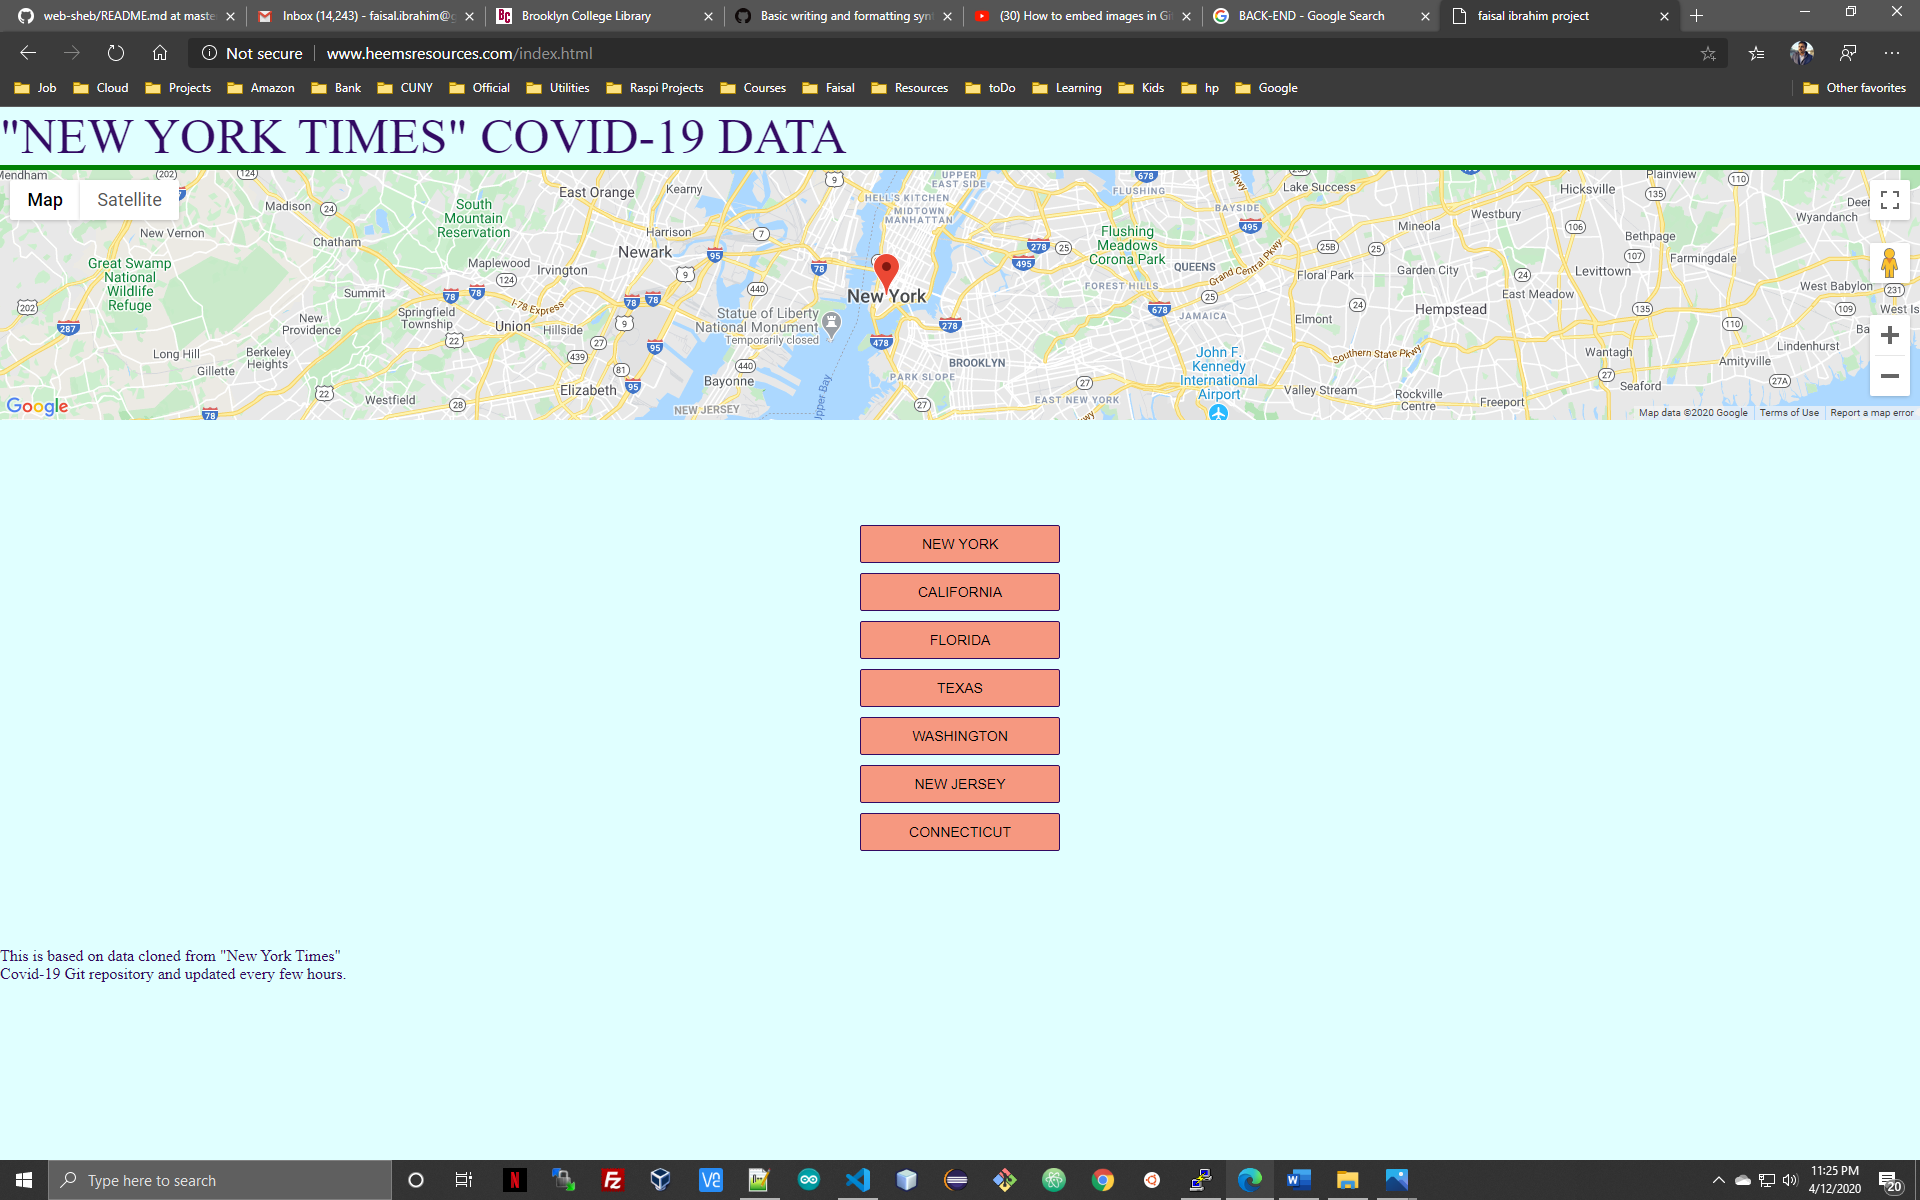 web-sheb/README.md at maste
Inbox (14,243) - faisal.ibrahim@g
Brooklyn College Library
Basic writing and formatting syn
(30) How to embed images in Gi
BACK-END - Google Search
faisal ibrahim project
Not secure
www.heemsresources.com/index.html
Job Cloud Projects Amazon Bank CUNY Official Utilities Raspi Projects Courses Faisal Resources toDo Learning Kids hp Google Other favorites
"NEW YORK TIMES" COVID-19 DATA
Map Satellite
Mendham
Madison
New Vernon
Chatham
South
Mountain
Reservation
East Orange
Kearny
Harrison
Newark
Maplewood
Irvington
Great Swamp
National
Wildlife
Refuge
Summit
Springfield
Township
I-78 Express
New
Providence
Union
Hillside
Long Hill
Gillette
Berkeley
Heights
Westfield
Elizabeth
Bayonne
NEW JERSEY
Statue of Liberty
National Monument
Temporarily closed
Upper Bay
UPPER
EAST SIDE
HELL'S KITCHEN
MIDTOWN
MANHATTAN
New York
BROOKLYN
PARK SLOPE
EAST NEW YORK
FLUSHING
Flushing
Meadows
Corona Park
QUEENS
FOREST HILLS
JAMAICA
BAYSIDE
Grand Central Pkwy
John F.
Kennedy
International
Airport
Lake Success
Floral Park
Elmont
Southern State Pkwy
Valley Stream
Mineola
Garden City
Westbury
Hempstead
East Meadow
Rockville
Centre
Freeport
Hicksville
Plainview
Bethpage
Levittown
Farmingdale
Wantagh
Seaford
Amityville
Lindenhurst
West Babylon
Wyandanch
Deer
West Is
Ba
Google
Map data ©2020 Google Terms of Use Report a map error
NEW YORK
CALIFORNIA
FLORIDA
TEXAS
WASHINGTON
NEW JERSEY
CONNECTICUT
This is based on data cloned from "New York Times"
Covid-19 Git repository and updated every few hours.
Type here to search
11:25 PM
4/12/2020
20